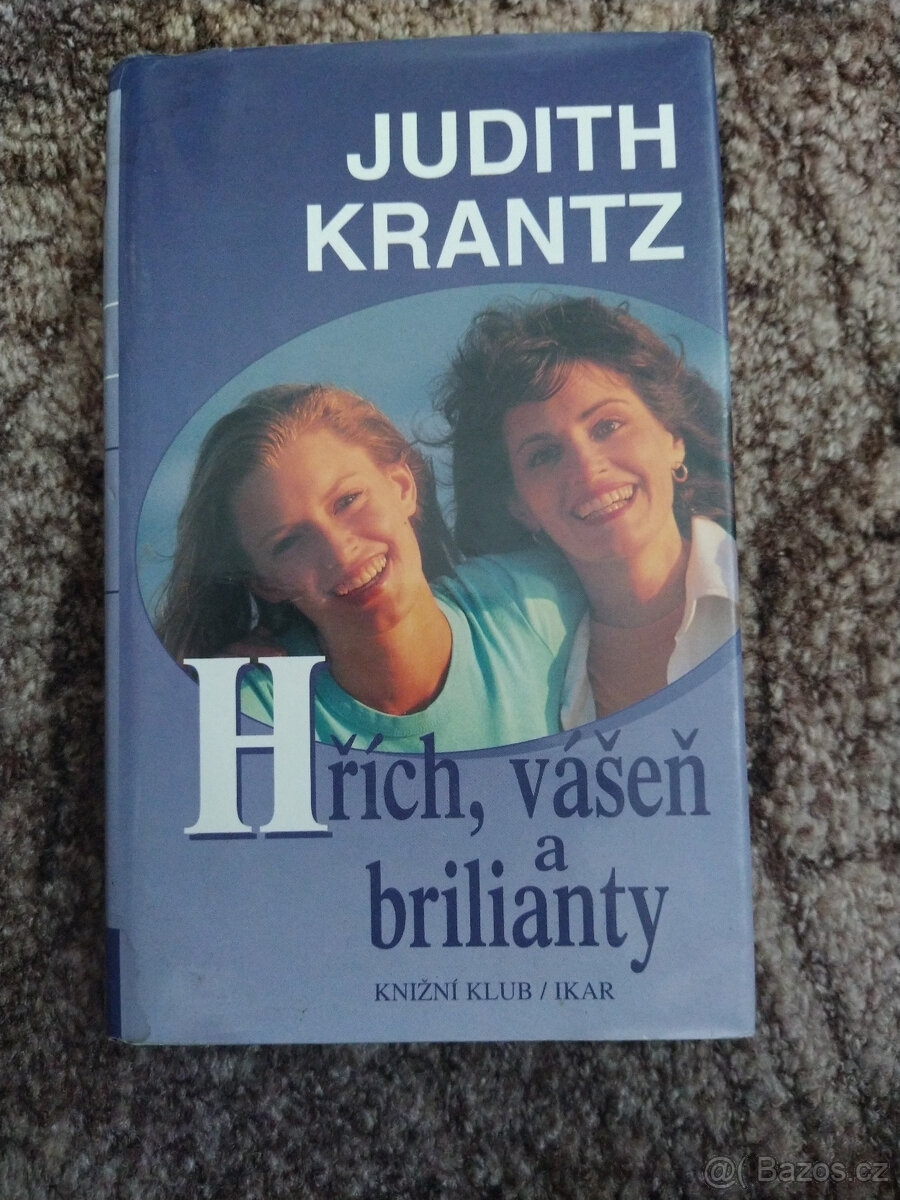 JUDITH
KRANTZ
Hřích, vášeň
a
brilianty
KNIŽNÍ KLUB / IKAR
@( Bazos.cz